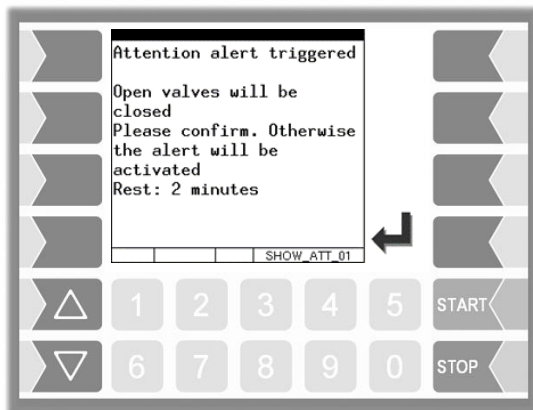 Attention alert triggered
Open valves will be
closed
Please confirm. Otherwise
the alert will be
activated
Rest: 2 minutes
SHOW_ATT_01
1 2 3 4 5 START
6 7 8 9 0 STOP